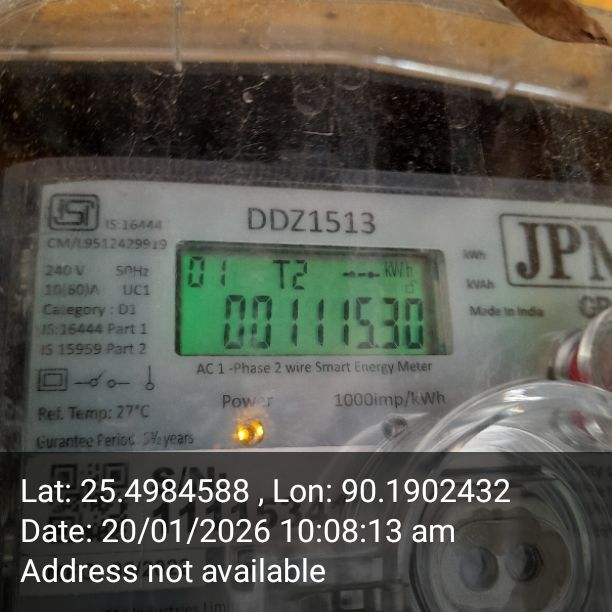 IS:16444
CM/L9512429919
DDZ1513
240 V 50Hz
10(60)A UC1
Category : D1
IS:16444 Part 1
IS 15959 Part 2
01 T2 kWh
001115.30
kWh
kVAh
JPM
Made in India
AC 1 -Phase 2 wire Smart Energy Meter
Ref. Temp: 27°C
Power
1000imp/kWh
Gurantee Period: 5½ years
S/N:
Lat: 25.4984588 , Lon: 90.1902432
Date: 20/01/2026 10:08:13 am
Address not available